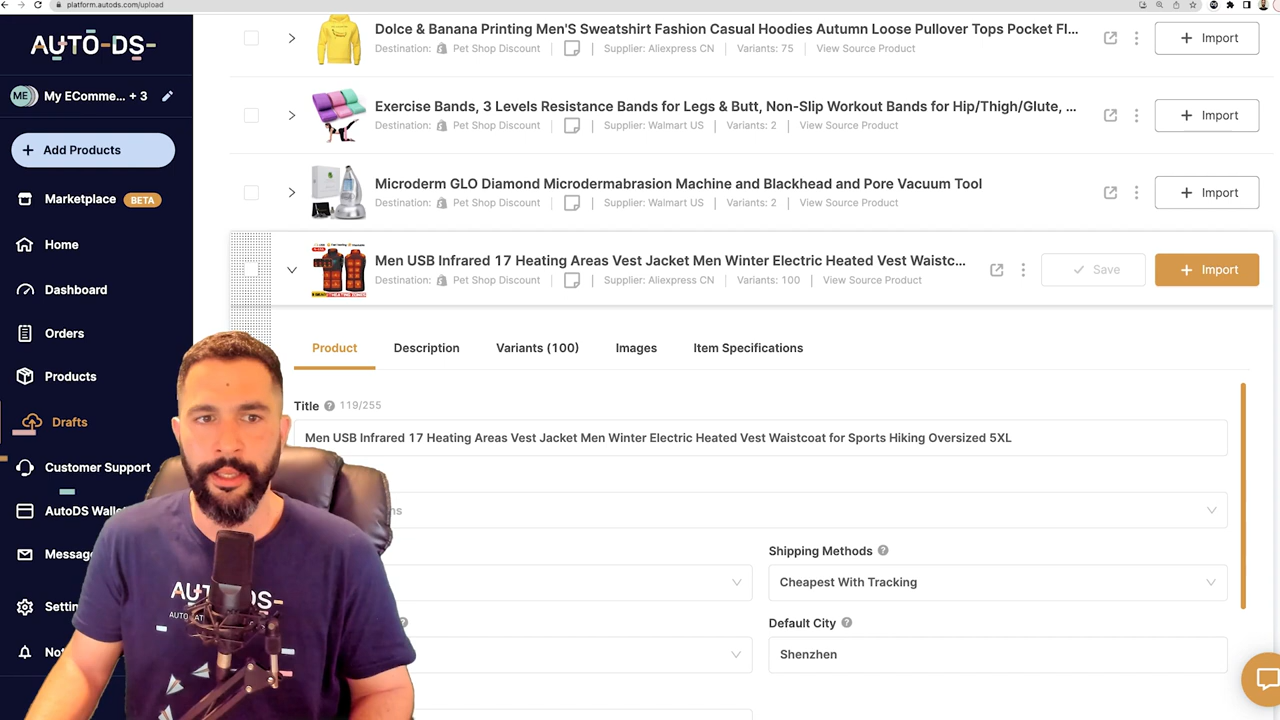 platform.autods.com/upload
AUTO-DS-
ME My EComme... + 3
+ Add Products
Marketplace BETA
Home
Dashboard
Orders
Products
Drafts
Customer Support
AutoDS
Messag
Settin
Dolce & Banana Printing Men'S Sweatshirt Fashion Casual Hoodies Autumn Loose Pullover Tops Pocket Fl...
Destination: Pet Shop Discount | Supplier: Aliexpress CN | Variants: 75 | View Source Product
+ Import
Exercise Bands, 3 Levels Resistance Bands for Legs & Butt, Non-Slip Workout Bands for Hip/Thigh/Glute, ...
Destination: Pet Shop Discount | Supplier: Walmart US | Variants: 2 | View Source Product
+ Import
Microderm GLO Diamond Microdermabrasion Machine and Blackhead and Pore Vacuum Tool
Destination: Pet Shop Discount | Supplier: Walmart US | Variants: 2 | View Source Product
+ Import
Men USB Infrared 17 Heating Areas Vest Jacket Men Winter Electric Heated Vest Waistc...
Destination: Pet Shop Discount | Supplier: Aliexpress CN | Variants: 100 | View Source Product
Save
+ Import
Product Description Variants (100) Images Item Specifications
Title 119/255
Men USB Infrared 17 Heating Areas Vest Jacket Men Winter Electric Heated Vest Waistcoat for Sports Hiking Oversized 5XL
Shipping Methods
Cheapest With Tracking
Default City
Shenzhen